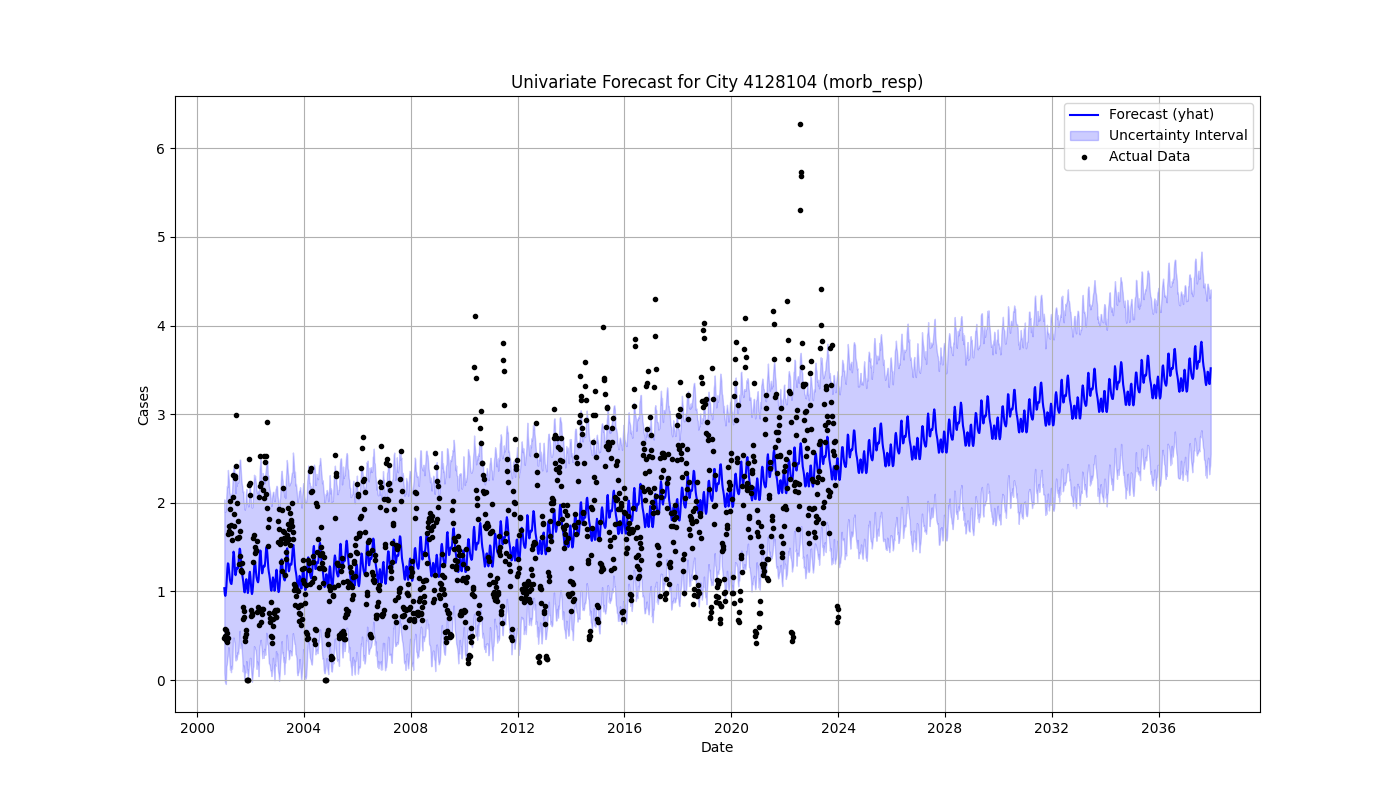 Univariate Forecast for City 4128104 (morb_resp)
Forecast (yhat)
Uncertainty Interval
Actual Data
Cases
6
5
4
3
2
1
0
2000 2004 2008 2012 2016 2020 2024 2028 2032 2036
Date